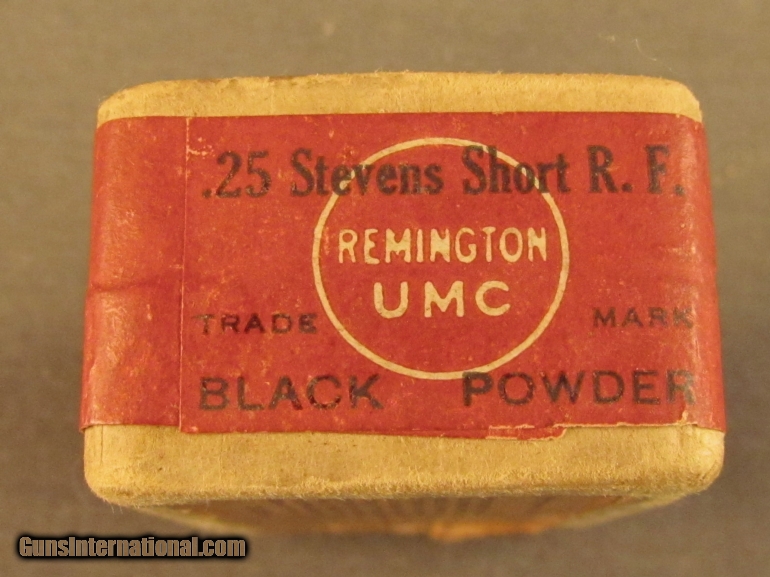 .25 Stevens Short R. F.
REMINGTON
UMC
TRADE MARK
BLACK POWDER
GunsInternational.com